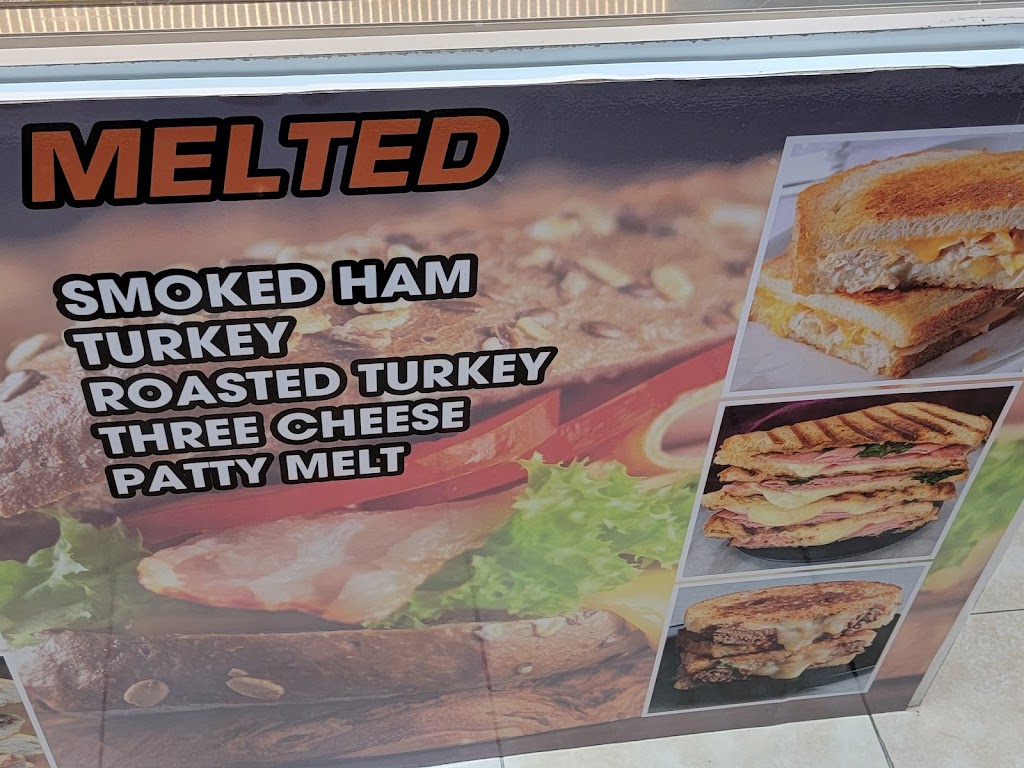 MELTED
SMOKED HAM
TURKEY
ROASTED TURKEY
THREE CHEESE
PATTY MELT